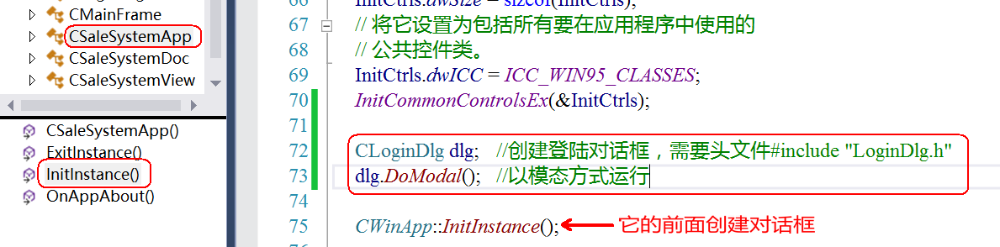 CMainFrame
CSaleSystemApp
CSaleSystemDoc
CSaleSystemView
CSaleSystemApp()
ExitInstance()
InitInstance()
OnAppAbout()
66 InitCtrls.dwSize = sizeof(InitCtrls);
67 // 将它设置为包括所有要在应用程序中使用的
68 // 公共控件类。
69 InitCtrls.dwICC = ICC_WIN95_CLASSES;
70 InitCommonControlsEx(&InitCtrls);
71
72 CLoginDlg dlg; //创建登陆对话框，需要头文件#include "LoginDlg.h"
73 dlg.DoModal(); //以模态方式运行
74
75 CWinApp::InitInstance(); 它的前面创建对话框